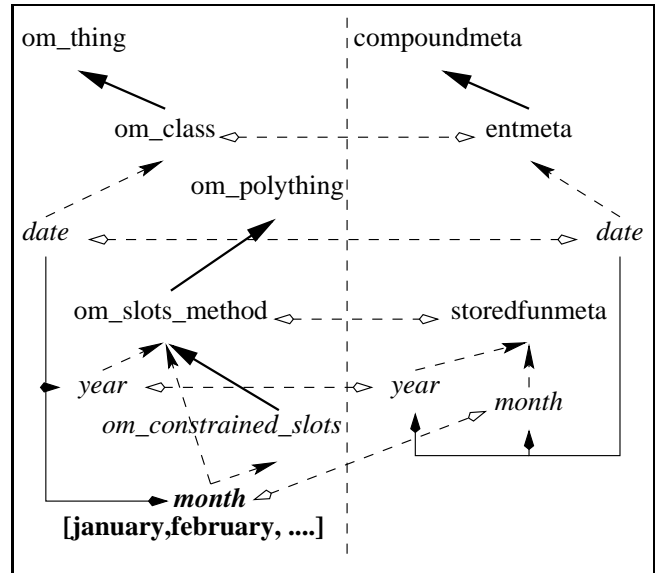 om_thing
compoundmeta
om_class
entmeta
om_polything
date
date
om_slots_method
storedfunmeta
year
year
month
om_constrained_slots
month
[january,february, ....]